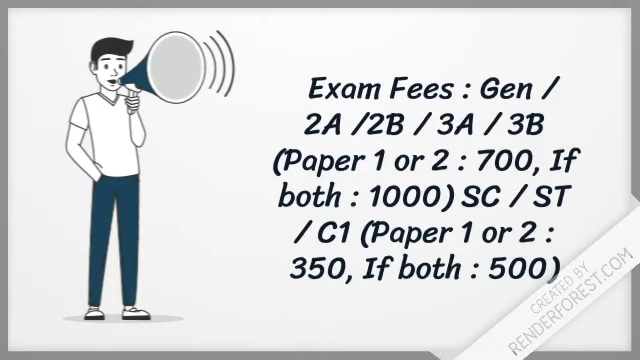 Exam Fees : Gen /
2A /2B / 3A / 3B
(Paper 1 or 2 : 700, If
both : 1000) SC / ST
/ C1 (Paper 1 or 2 :
350, If both : 500)
CREATED BY
RENDERFOREST.COM